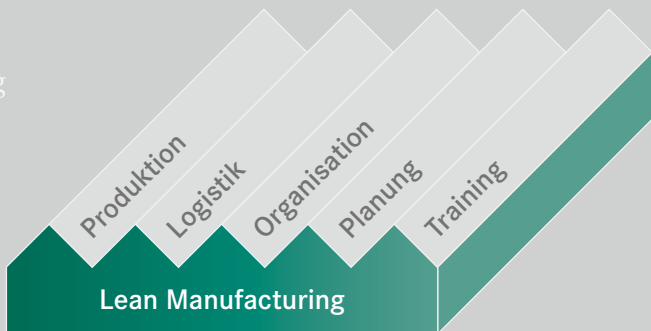 g
Produktion
Logistik
Organisation
Planung
Training
Lean Manufacturing